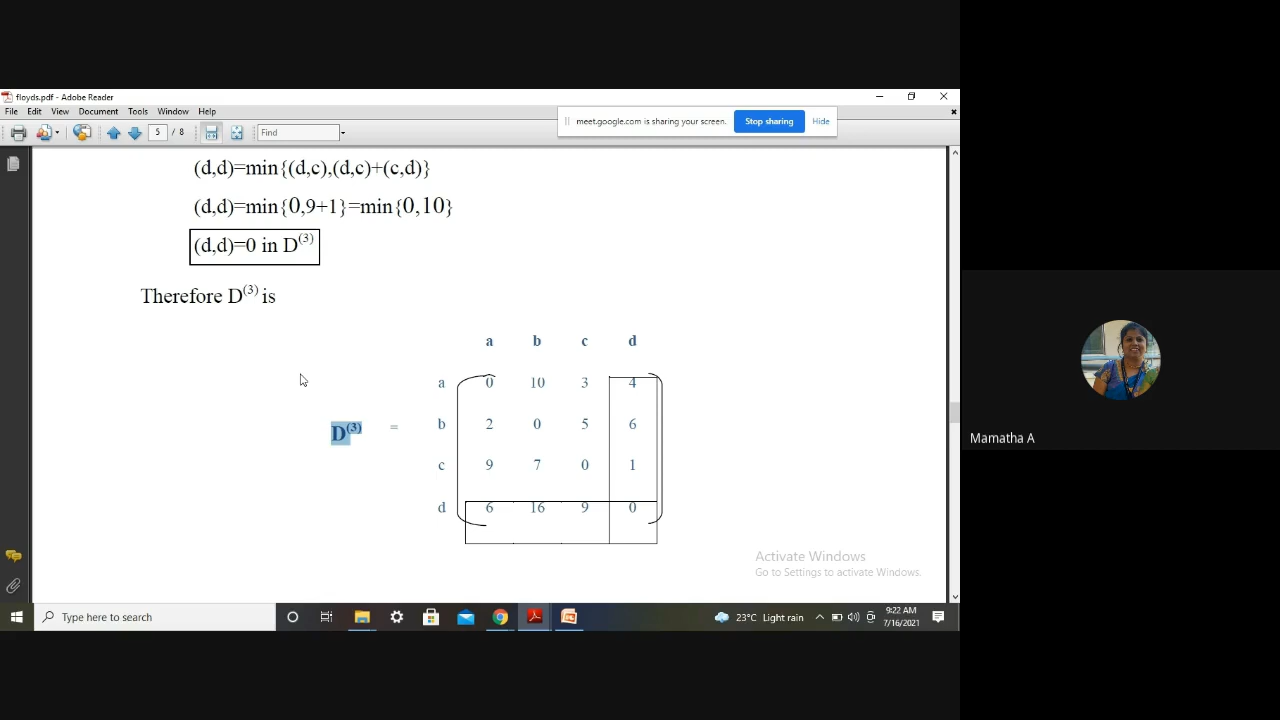 floyds.pdf - Adobe Reader
File Edit View Document Tools Window Help
meet.google.com is sharing your screen. Stop sharing Hide
5 / 8 Find
(d,d)=min{(d,c),(d,c)+(c,d)}
(d,d)=min{0,9+1}=min{0,10}
(d,d)=0 in D(3)
Therefore D(3) is
a b c d
a 0 10 3 4
D(3) = b 2 0 5 6
c 9 7 0 1
d 6 16 9 0
Mamatha A
Activate Windows
Go to Settings to activate Windows.
Type here to search
23°C Light rain
9:22 AM
7/16/2021